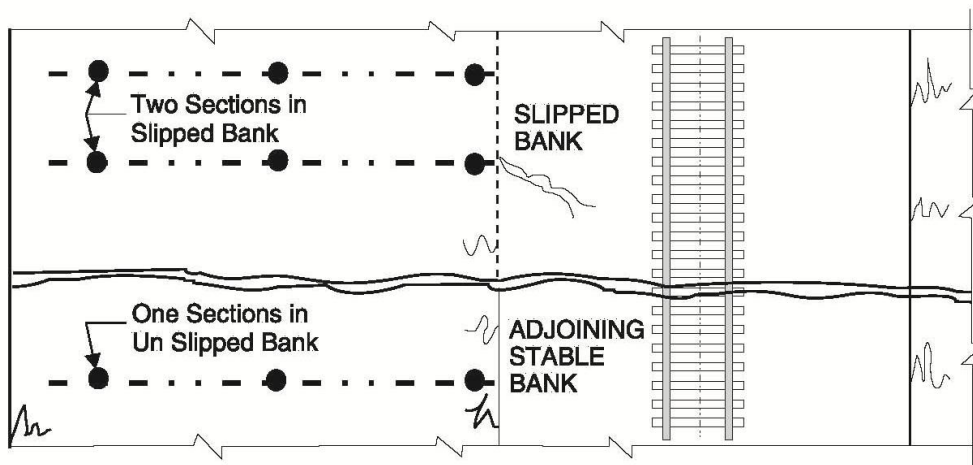 Two Sections in
Slipped Bank
SLIPPED
BANK
One Sections in
Un Slipped Bank
ADJOINING
STABLE
BANK